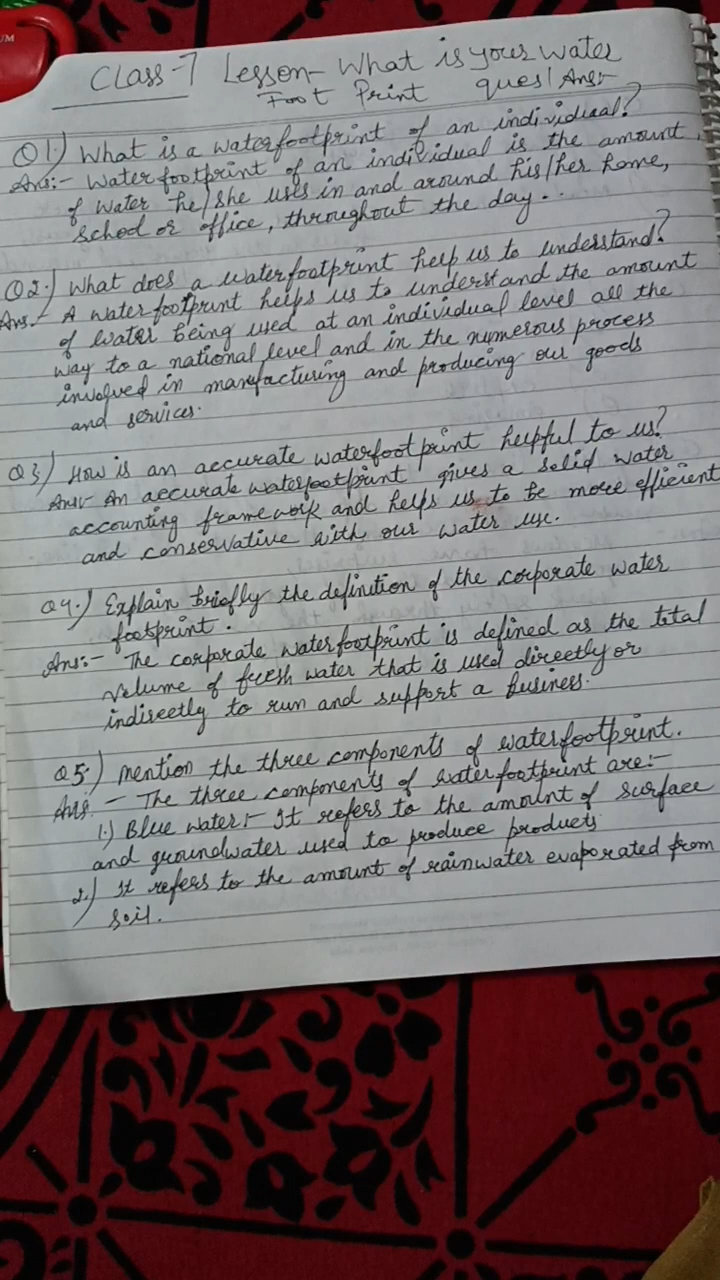 UM
Class-7 Lesson- What is your water
Foot Print ques/Ans:-
Q1) What is a waterfootprint of an individual?
Ans:- Waterfootprint of an individual is the amount
of water he/she uses in and around his/her home,
school or office, throughout the day..
Q2.) What does a waterfootprint help us to understand?
Ans.- A waterfootprint helps us to understand the amount
of water being used at an individual level all the
way to a national level and in the numerous process
involved in manufacturing and producing our goods
and services.
Q3) How is an accurate waterfootprint helpful to us?
Ans:- An accurate waterfootprint gives a solid water
accounting framework and helps us to be more efficient
and conservative with our water use.
Q4.) Explain briefly the definition of the corporate water
footprint.
Ans:- The corporate waterfootprint is defined as the total
volume of fresh water that is used directly or
indirectly to run and support a business.
Q5.) Mention the three components of waterfootprint.
Ans. - The three components of waterfootprint are:-
1.) Blue water:- It refers to the amount of surface
and groundwater used to produce products
2.) It refers to the amount of rainwater evaporated from
soil.